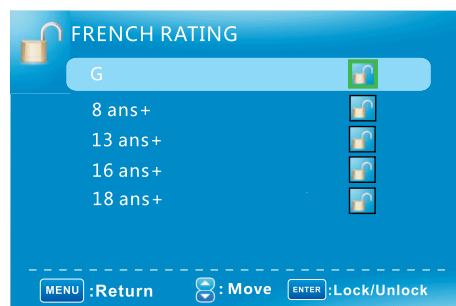 FRENCH RATING
G
8 ans+
13 ans+
16 ans+
18 ans+
MENU :Return : Move ENTER :Lock/Unlock